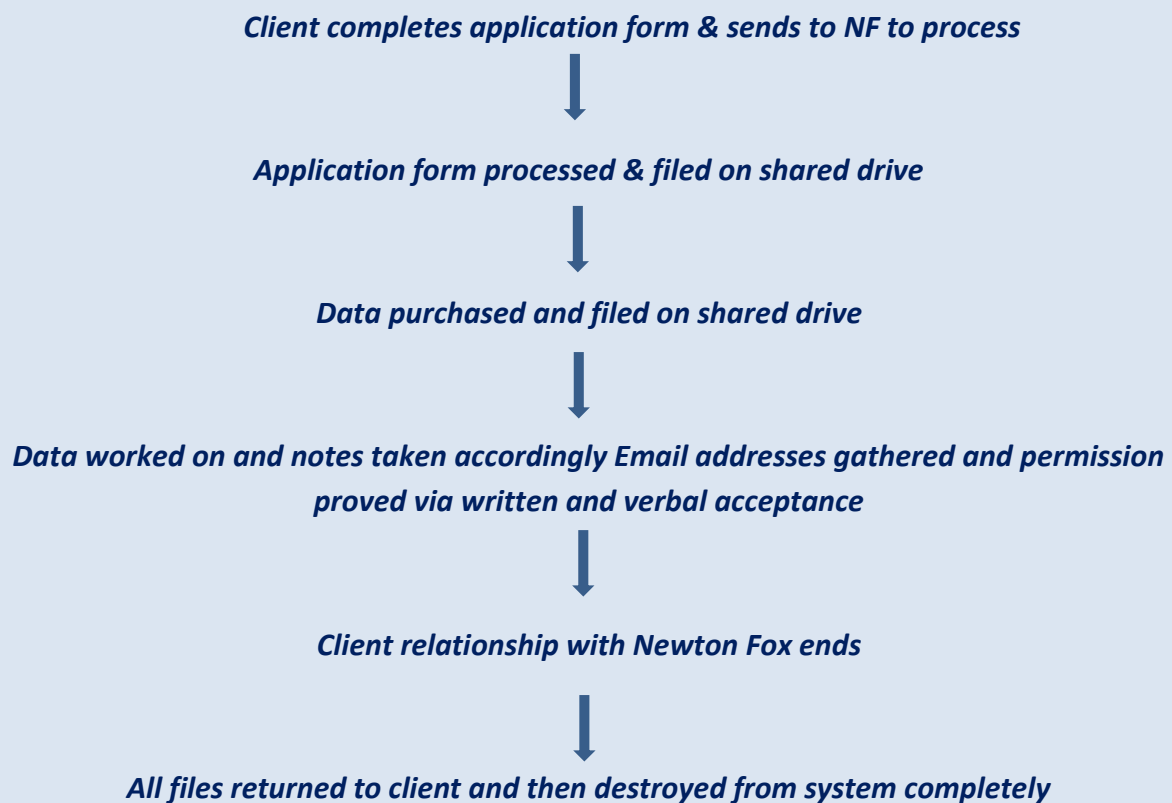 Client completes application form & sends to NF to process
Application form processed & filed on shared drive
Data purchased and filed on shared drive
Data worked on and notes taken accordingly Email addresses gathered and permission
proved via written and verbal acceptance
Client relationship with Newton Fox ends
All files returned to client and then destroyed from system completely